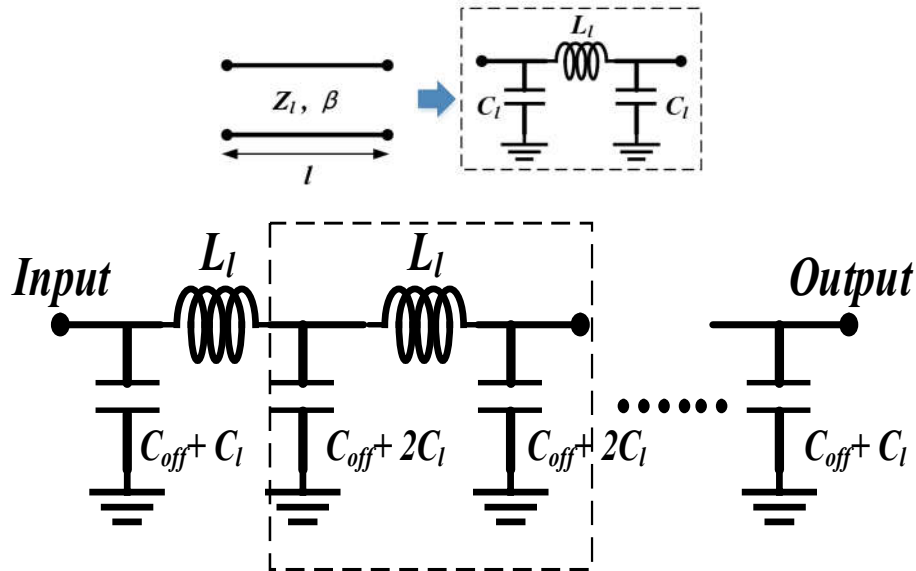 L_l
Z_l, β
C_l
C_l
l
L_l
L_l
Input
Output
C_off + C_l
C_off + 2C_l
C_off + 2C_l
C_off + C_l